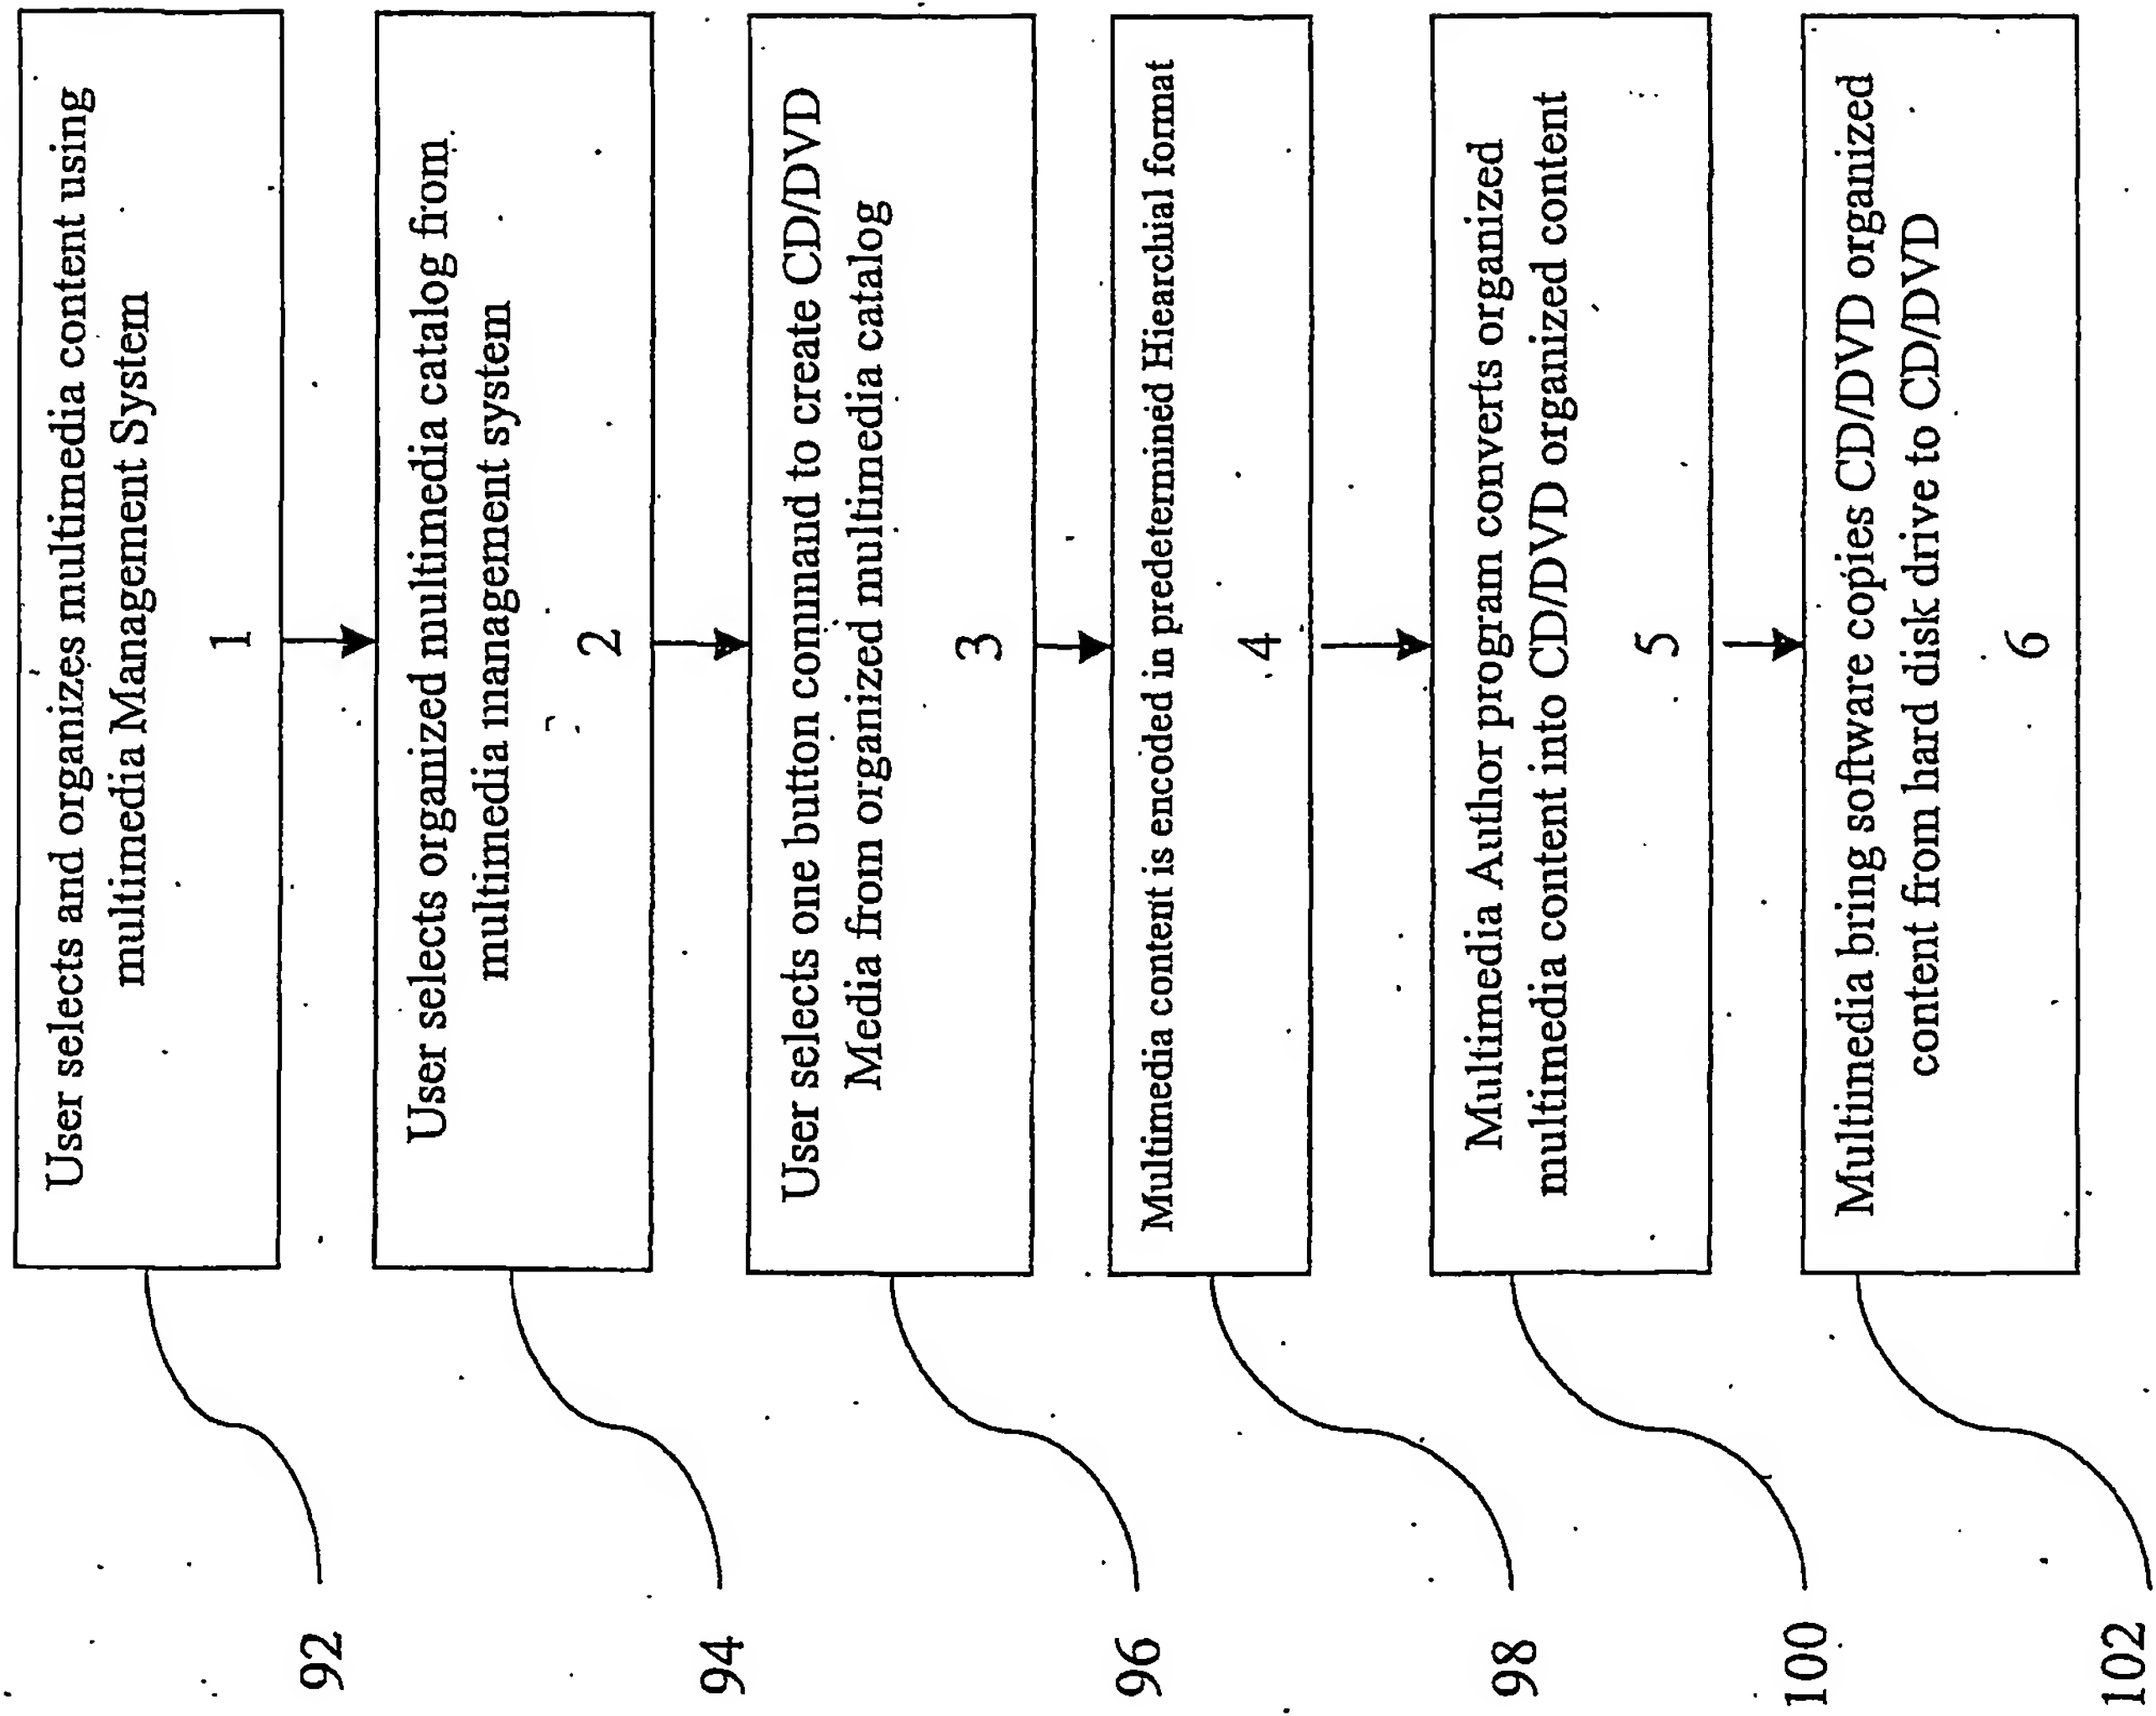 User selects and organizes multimedia content using
multimedia Management System
1
92
User selects organized multimedia catalog from
multimedia management system
2
94
User selects one button command to create CD/DVD
Media from organized multimedia catalog
3
96
Multimedia content is encoded in predetermined Hiearchial format
4
98
Multimedia Author program converts organized
multimedia content into CD/DVD organized content
5
100
Multimedia bring software copies CD/DVD organized
content from hard disk drive to CD/DVD
6
102